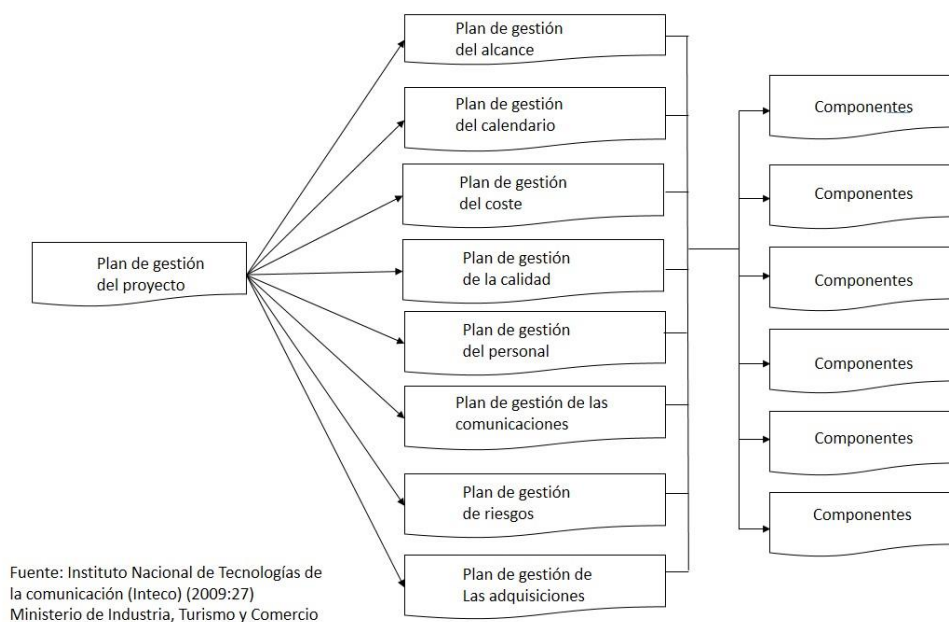 Plan de gestión
del proyecto
Plan de gestión
del alcance
Plan de gestión
del calendario
Plan de gestión
del coste
Plan de gestión
de la calidad
Plan de gestión
del personal
Plan de gestión de las
comunicaciones
Plan de gestión
de riesgos
Plan de gestión de
Las adquisiciones
Componentes
Componentes
Componentes
Componentes
Componentes
Componentes
Fuente: Instituto Nacional de Tecnologías de
la comunicación (Inteco) (2009:27)
Ministerio de Industria, Turismo y Comercio